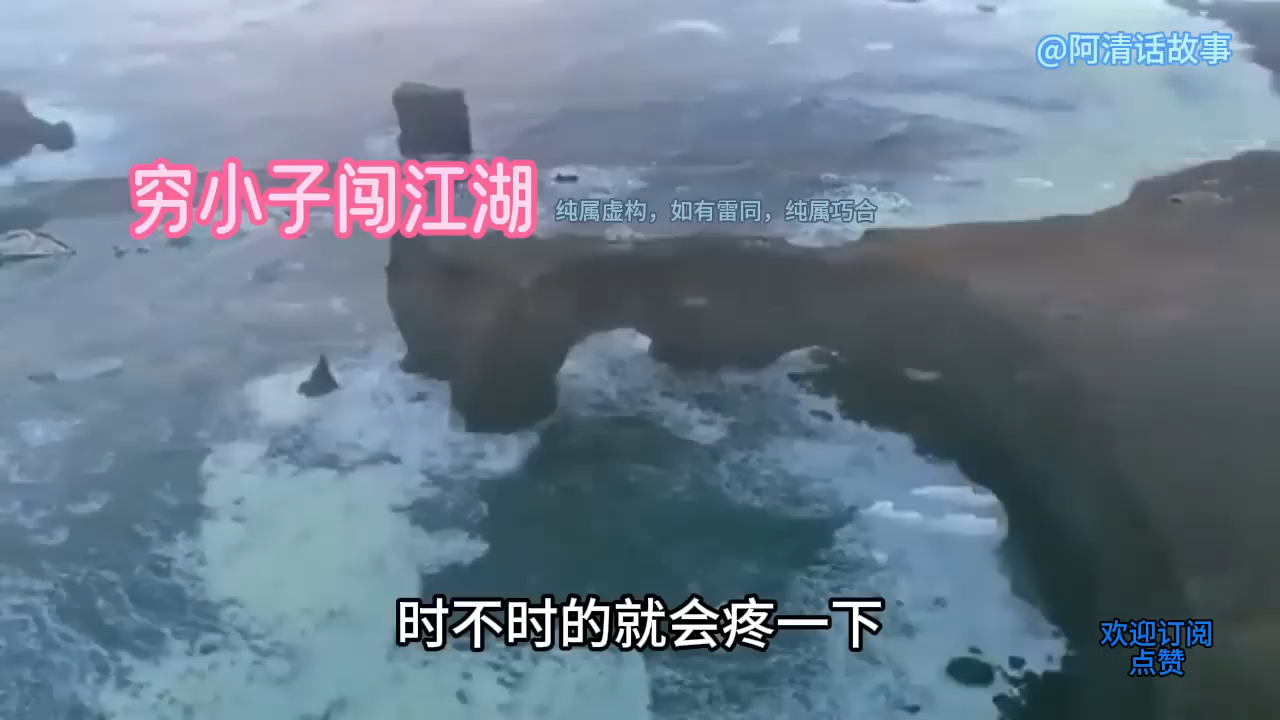 @阿清话故事
穷小子闯江湖
纯属虚构，如有雷同，纯属巧合
时不时的就会疼一下
欢迎订阅
点赞